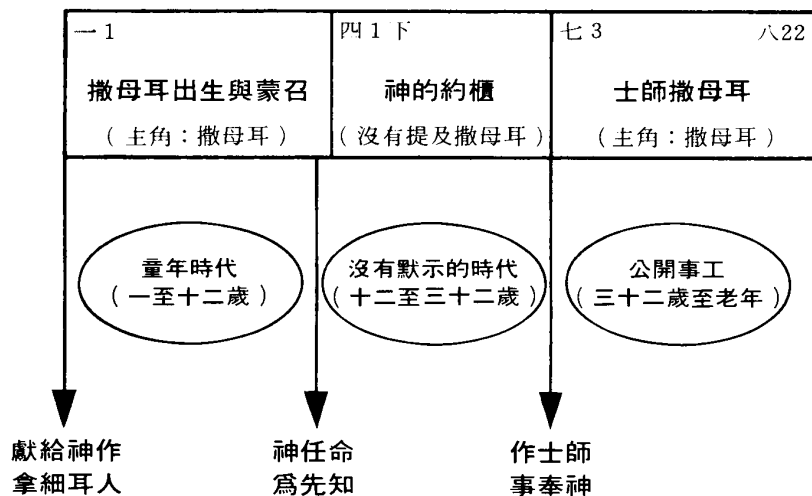 一1
四1下
七3
八22
撒母耳出生與蒙召
神的約櫃
士師撒母耳
（主角：撒母耳）
（沒有提及撒母耳）
（主角：撒母耳）
童年時代
（一至十二歲）
沒有默示的時代
（十二至三十二歲）
公開事工
（三十二歲至老年）
獻給神作
拿細耳人
神任命
爲先知
作士師
事奉神